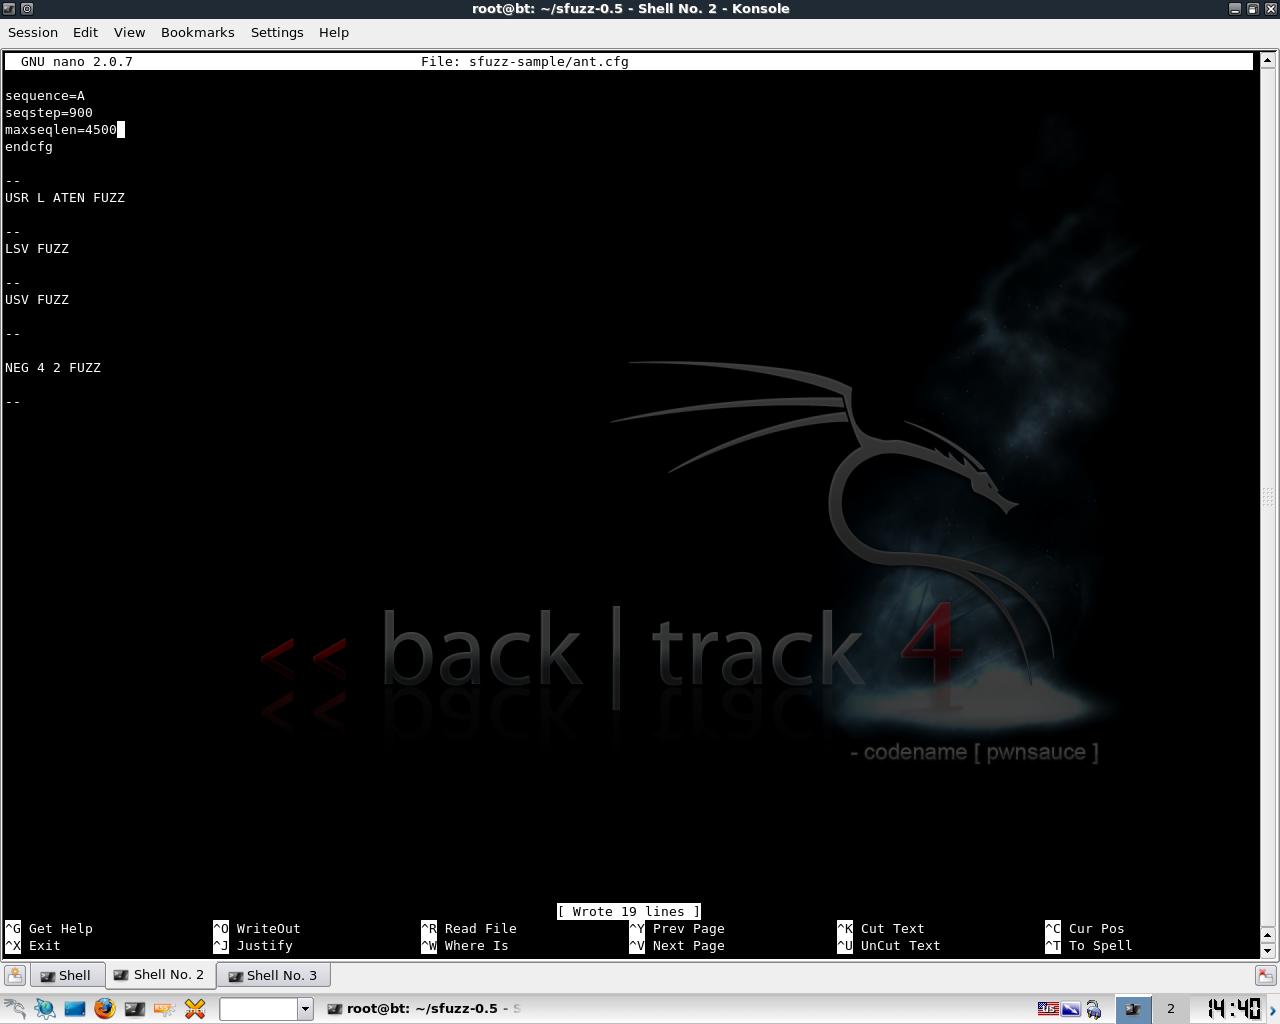 root@bt: ~/sfuzz-0.5 - Shell No. 2 - Konsole
Session Edit View Bookmarks Settings Help
GNU nano 2.0.7 File: sfuzz-sample/ant.cfg
sequence=A
seqstep=900
maxseqlen=4500
endcfg
--
USR L ATEN FUZZ
--
LSV FUZZ
--
USV FUZZ
--
NEG 4 2 FUZZ
--
<< back | track 4
- codename [ pwnsauce ]
[ Wrote 19 lines ]
^G Get Help ^O WriteOut ^R Read File ^Y Prev Page ^K Cut Text ^C Cur Pos
^X Exit ^J Justify ^W Where Is ^V Next Page ^U UnCut Text ^T To Spell
Shell Shell No. 2 Shell No. 3
root@bt: ~/sfuzz-0.5 - S US 2 14:40